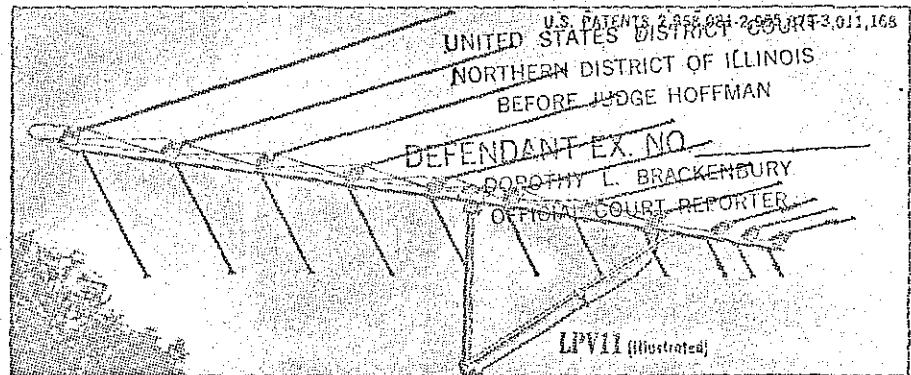 U.S. PATENTS 2,958,081-2,985,879-3,011,168
UNITED STATES DISTRICT COURT
NORTHERN DISTRICT OF ILLINOIS
BEFORE JUDGE HOFFMAN
DEFENDANT EX. NO.
DOROTHY L. BRACKENBURY
OFFICIAL COURT REPORTER
LPV11 (illustrated)